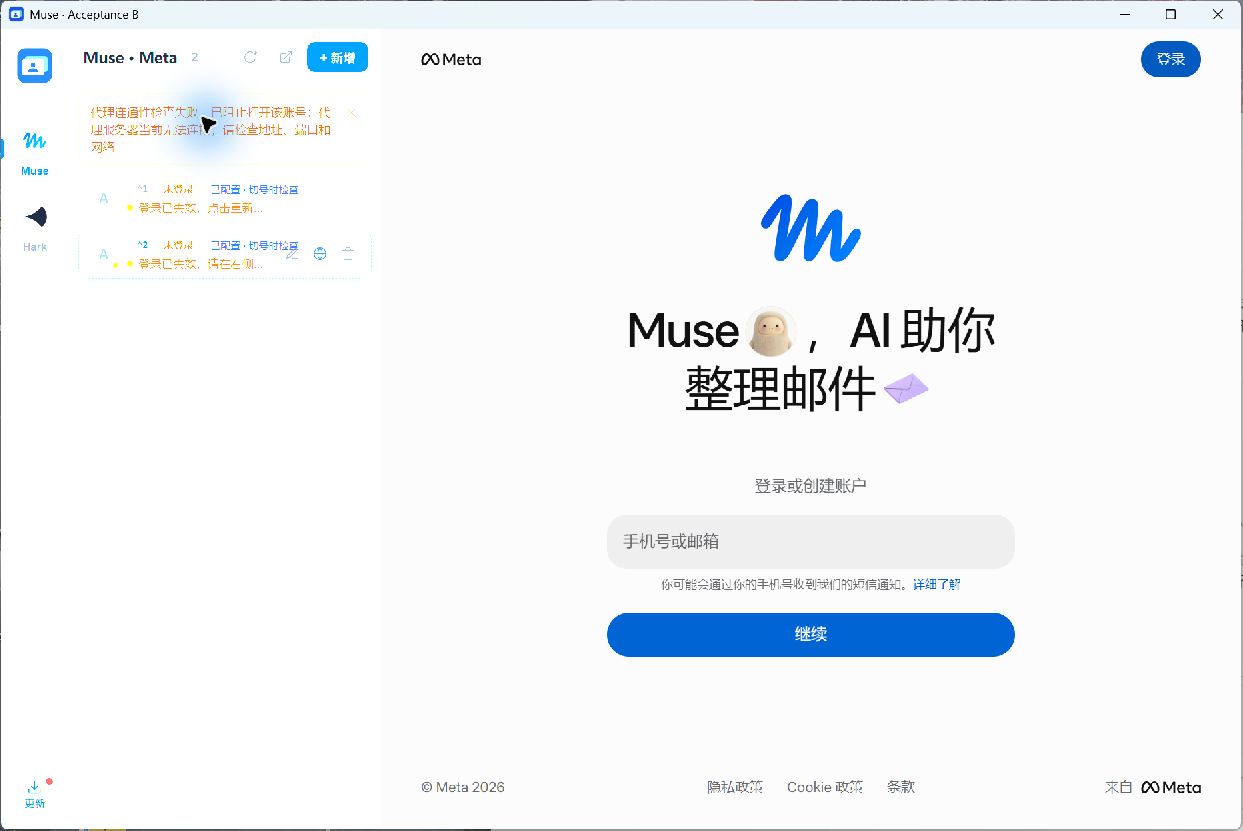 Muse · Acceptance B
Muse • Meta 2
+ 新增
代理连通性检查失败，已阻止打开该账号：代
理服务器当前无法连接，请检查地址、端口和
网络
Muse
Hark
A
^1 未登录 已配置 · 切号时检查
登录已失效，点击重新...
A
^2 未登录 已配置 · 切号时检查
登录已失效，请在右侧...
更新
Meta
登录
Muse ，AI 助你
整理邮件
登录或创建账户
手机号或邮箱
你可能会通过你的手机号收到我们的短信通知。详细了解
继续
© Meta 2026
隐私政策 Cookie 政策 条款
来自 Meta